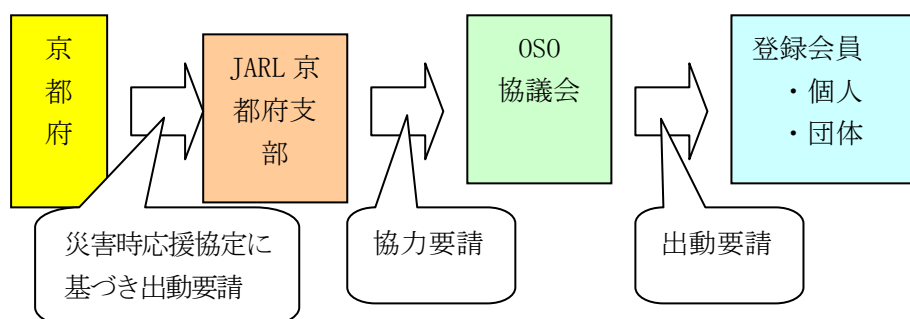 京
都
府
JARL 京
都府支
部
OSO
協議会
登録会員
・個人
・団体
災害時応援協定に
基づき出動要請
協力要請
出動要請